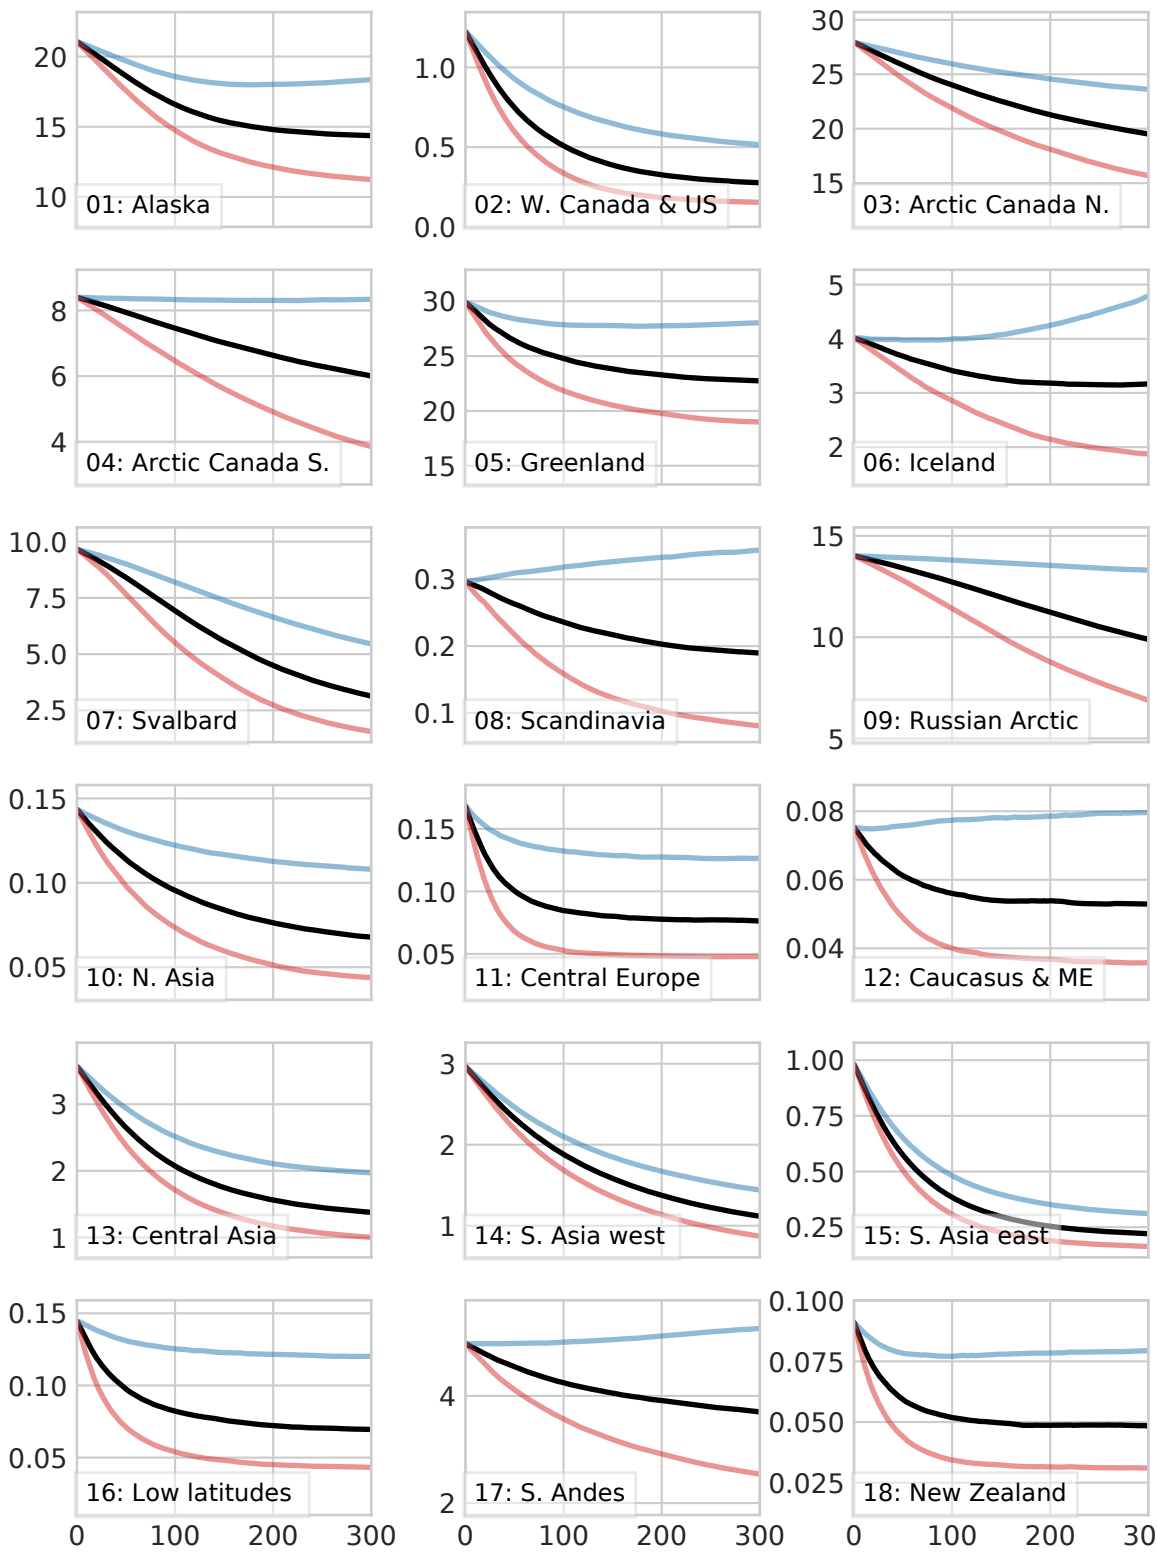 20
15
10
01: Alaska
1.0
0.5
0.0
02: W. Canada & US
30
25
20
15
03: Arctic Canada N.
8
6
4
04: Arctic Canada S.
30
25
20
15
05: Greenland
5
4
3
2
06: Iceland
10.0
7.5
5.0
2.5
07: Svalbard
0.3
0.2
0.1
08: Scandinavia
15
10
5
09: Russian Arctic
0.15
0.10
0.05
10: N. Asia
0.15
0.10
0.05
11: Central Europe
0.08
0.06
0.04
12: Caucasus & ME
3
2
1
13: Central Asia
3
2
1
14: S. Asia west
1.00
0.75
0.50
0.25
15: S. Asia east
0.15
0.10
0.05
16: Low latitudes
0 100 200 300
4
2
17: S. Andes
0 100 200 300
0.100
0.075
0.050
0.025
18: New Zealand
0 100 200 30